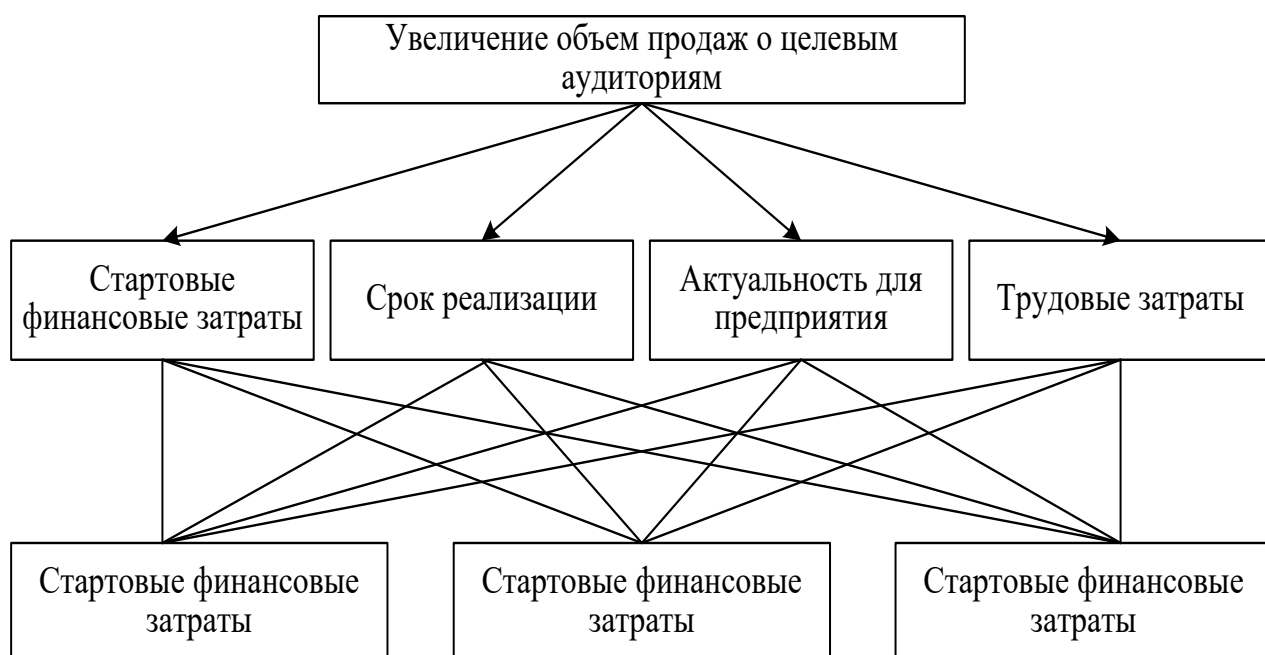 Увеличение объем продаж о целевым
аудиториям
Стартовые
финансовые затраты
Срок реализации
Актуальность для
предприятия
Трудовые затраты
Стартовые финансовые
затраты
Стартовые финансовые
затраты
Стартовые финансовые
затраты